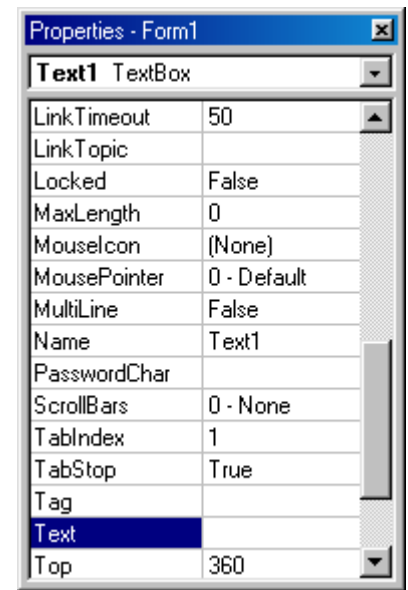 Properties - Form1
Text1 TextBox
LinkTimeout 50
LinkTopic
Locked False
MaxLength 0
MouseIcon (None)
MousePointer 0 - Default
MultiLine False
Name Text1
PasswordChar
ScrollBars 0 - None
TabIndex 1
TabStop True
Tag
Text
Top 360